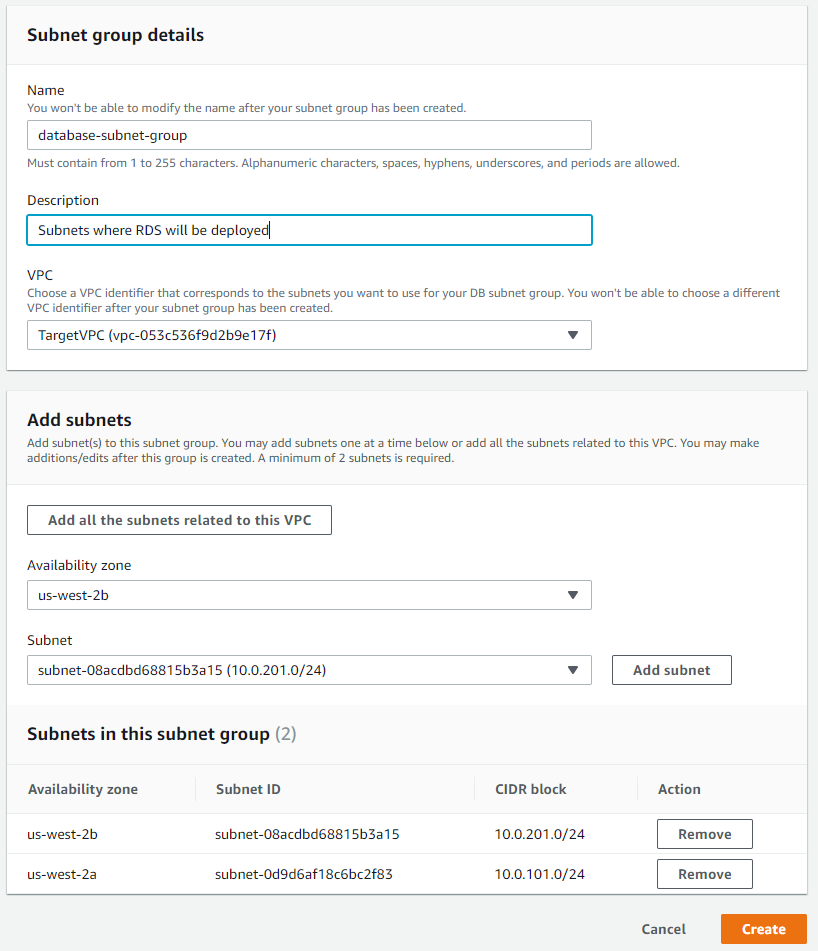 Subnet group details
Name
You won't be able to modify the name after your subnet group has been created.
database-subnet-group
Must contain from 1 to 255 characters. Alphanumeric characters, spaces, hyphens, underscores, and periods are allowed.
Description
Subnets where RDS will be deployed
VPC
Choose a VPC identifier that corresponds to the subnets you want to use for your DB subnet group. You won't be able to choose a different
VPC identifier after your subnet group has been created.
TargetVPC (vpc-053c536f9d2b9e17f)
Add subnets
Add subnet(s) to this subnet group. You may add subnets one at a time below or add all the subnets related to this VPC. You may make
additions/edits after this group is created. A minimum of 2 subnets is required.
Add all the subnets related to this VPC
Availability zone
us-west-2b
Subnet
subnet-08acdbd68815b3a15 (10.0.201.0/24)
Add subnet
Subnets in this subnet group (2)
Availability zone Subnet ID CIDR block Action
us-west-2b subnet-08acdbd68815b3a15 10.0.201.0/24 Remove
us-west-2a subnet-0d9d6af18c6bc2f83 10.0.101.0/24 Remove
Cancel Create